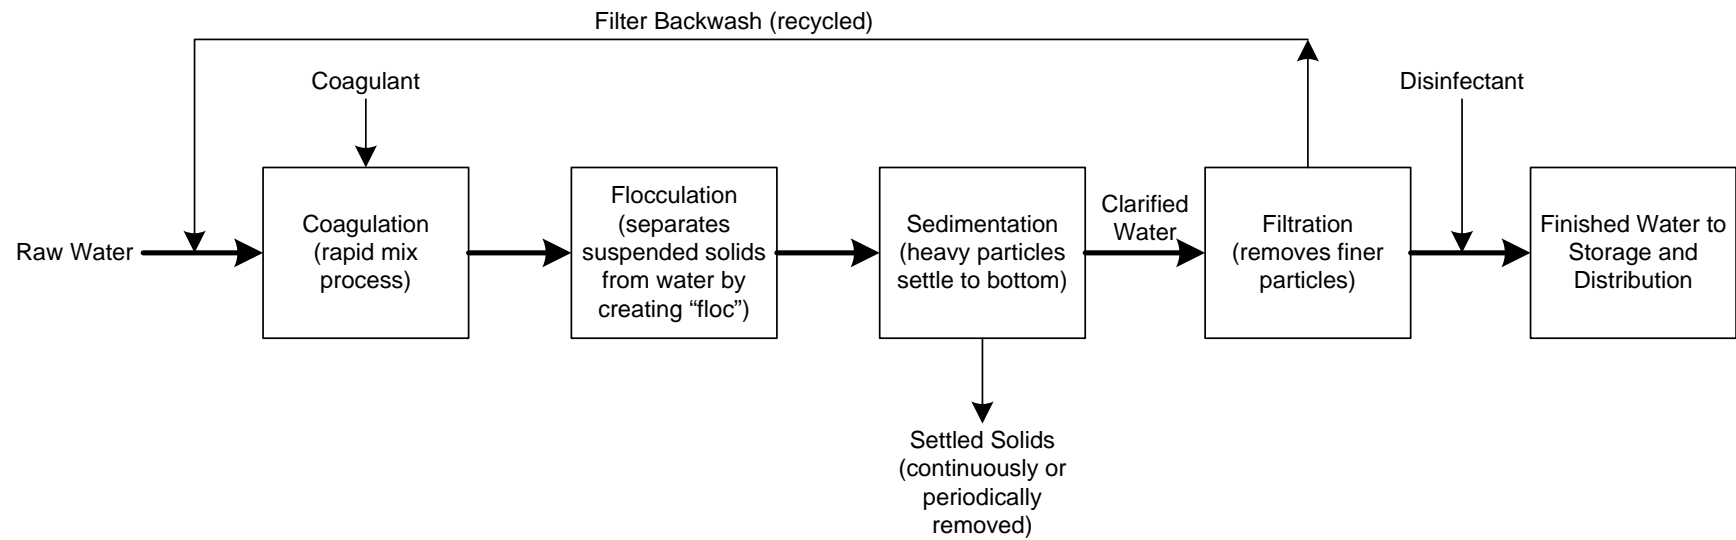 Filter Backwash (recycled)
Coagulant
Disinfectant
Raw Water
Coagulation
(rapid mix
process)
Flocculation
(separates
suspended solids
from water by
creating “floc”)
Sedimentation
(heavy particles
settle to bottom)
Clarified
Water
Filtration
(removes finer
particles)
Finished Water to
Storage and
Distribution
Settled Solids
(continuously or
periodically
removed)